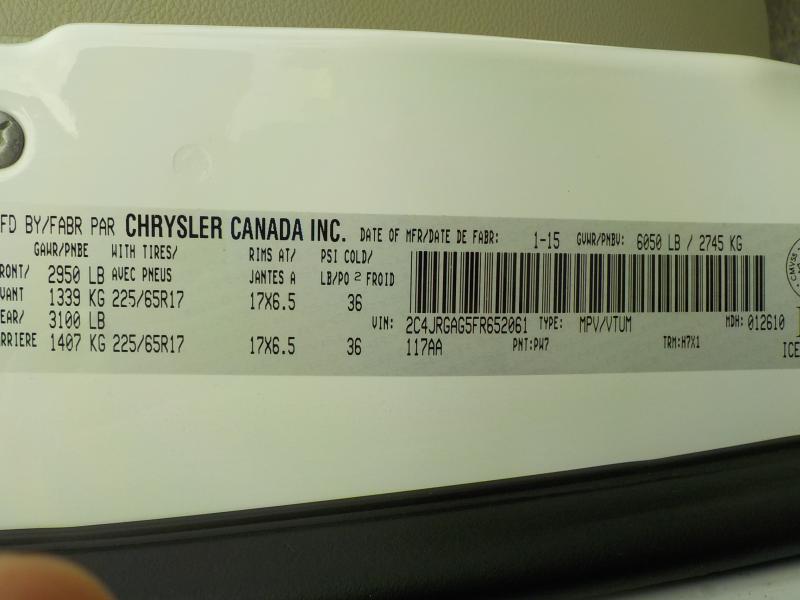 FD BY/FABR PAR CHRYSLER CANADA INC. DATE OF MFR/DATE DE FABR: 1-15 GVWR/PNBV: 6050 LB / 2745 KG
GAWR/PNBE WITH TIRES/ RIMS AT/ PSI COLD/
RONT/ 2950 LB AVEC PNEUS JANTES A LB/PO 2 FROID
VANT 1339 KG 225/65R17 17X6.5 36
EAR/ 3100 LB VIN: 2C4JRGAG5FR652061 TYPE: MPV/VTUM MDH: 012610
RRIERE 1407 KG 225/65R17 17X6.5 36 117AA PNT:PW7 TRM:H7X1 ICE
CMVSS